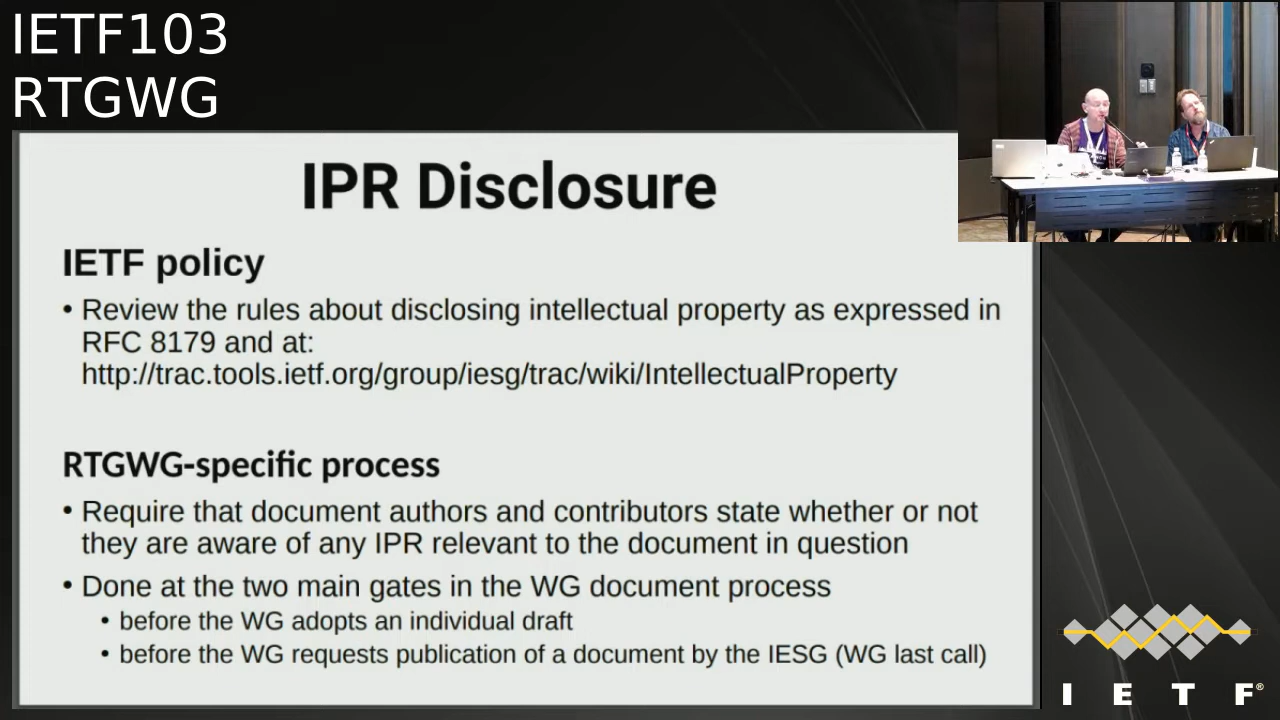 IETF103
RTGWG
IPR Disclosure
IETF policy
• Review the rules about disclosing intellectual property as expressed in
RFC 8179 and at:
http://trac.tools.ietf.org/group/iesg/trac/wiki/IntellectualProperty
RTGWG-specific process
• Require that document authors and contributors state whether or not
they are aware of any IPR relevant to the document in question
• Done at the two main gates in the WG document process
• before the WG adopts an individual draft
• before the WG requests publication of a document by the IESG (WG last call)
I E T F®